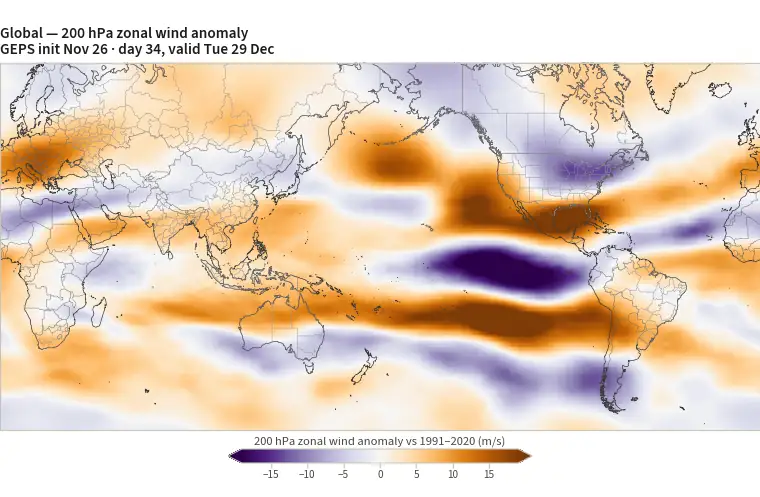 Global — 200 hPa zonal wind anomaly
GEPS init Nov 26 · day 34, valid Tue 29 Dec
200 hPa zonal wind anomaly vs 1991–2020 (m/s)
−15 −10 −5 0 5 10 15